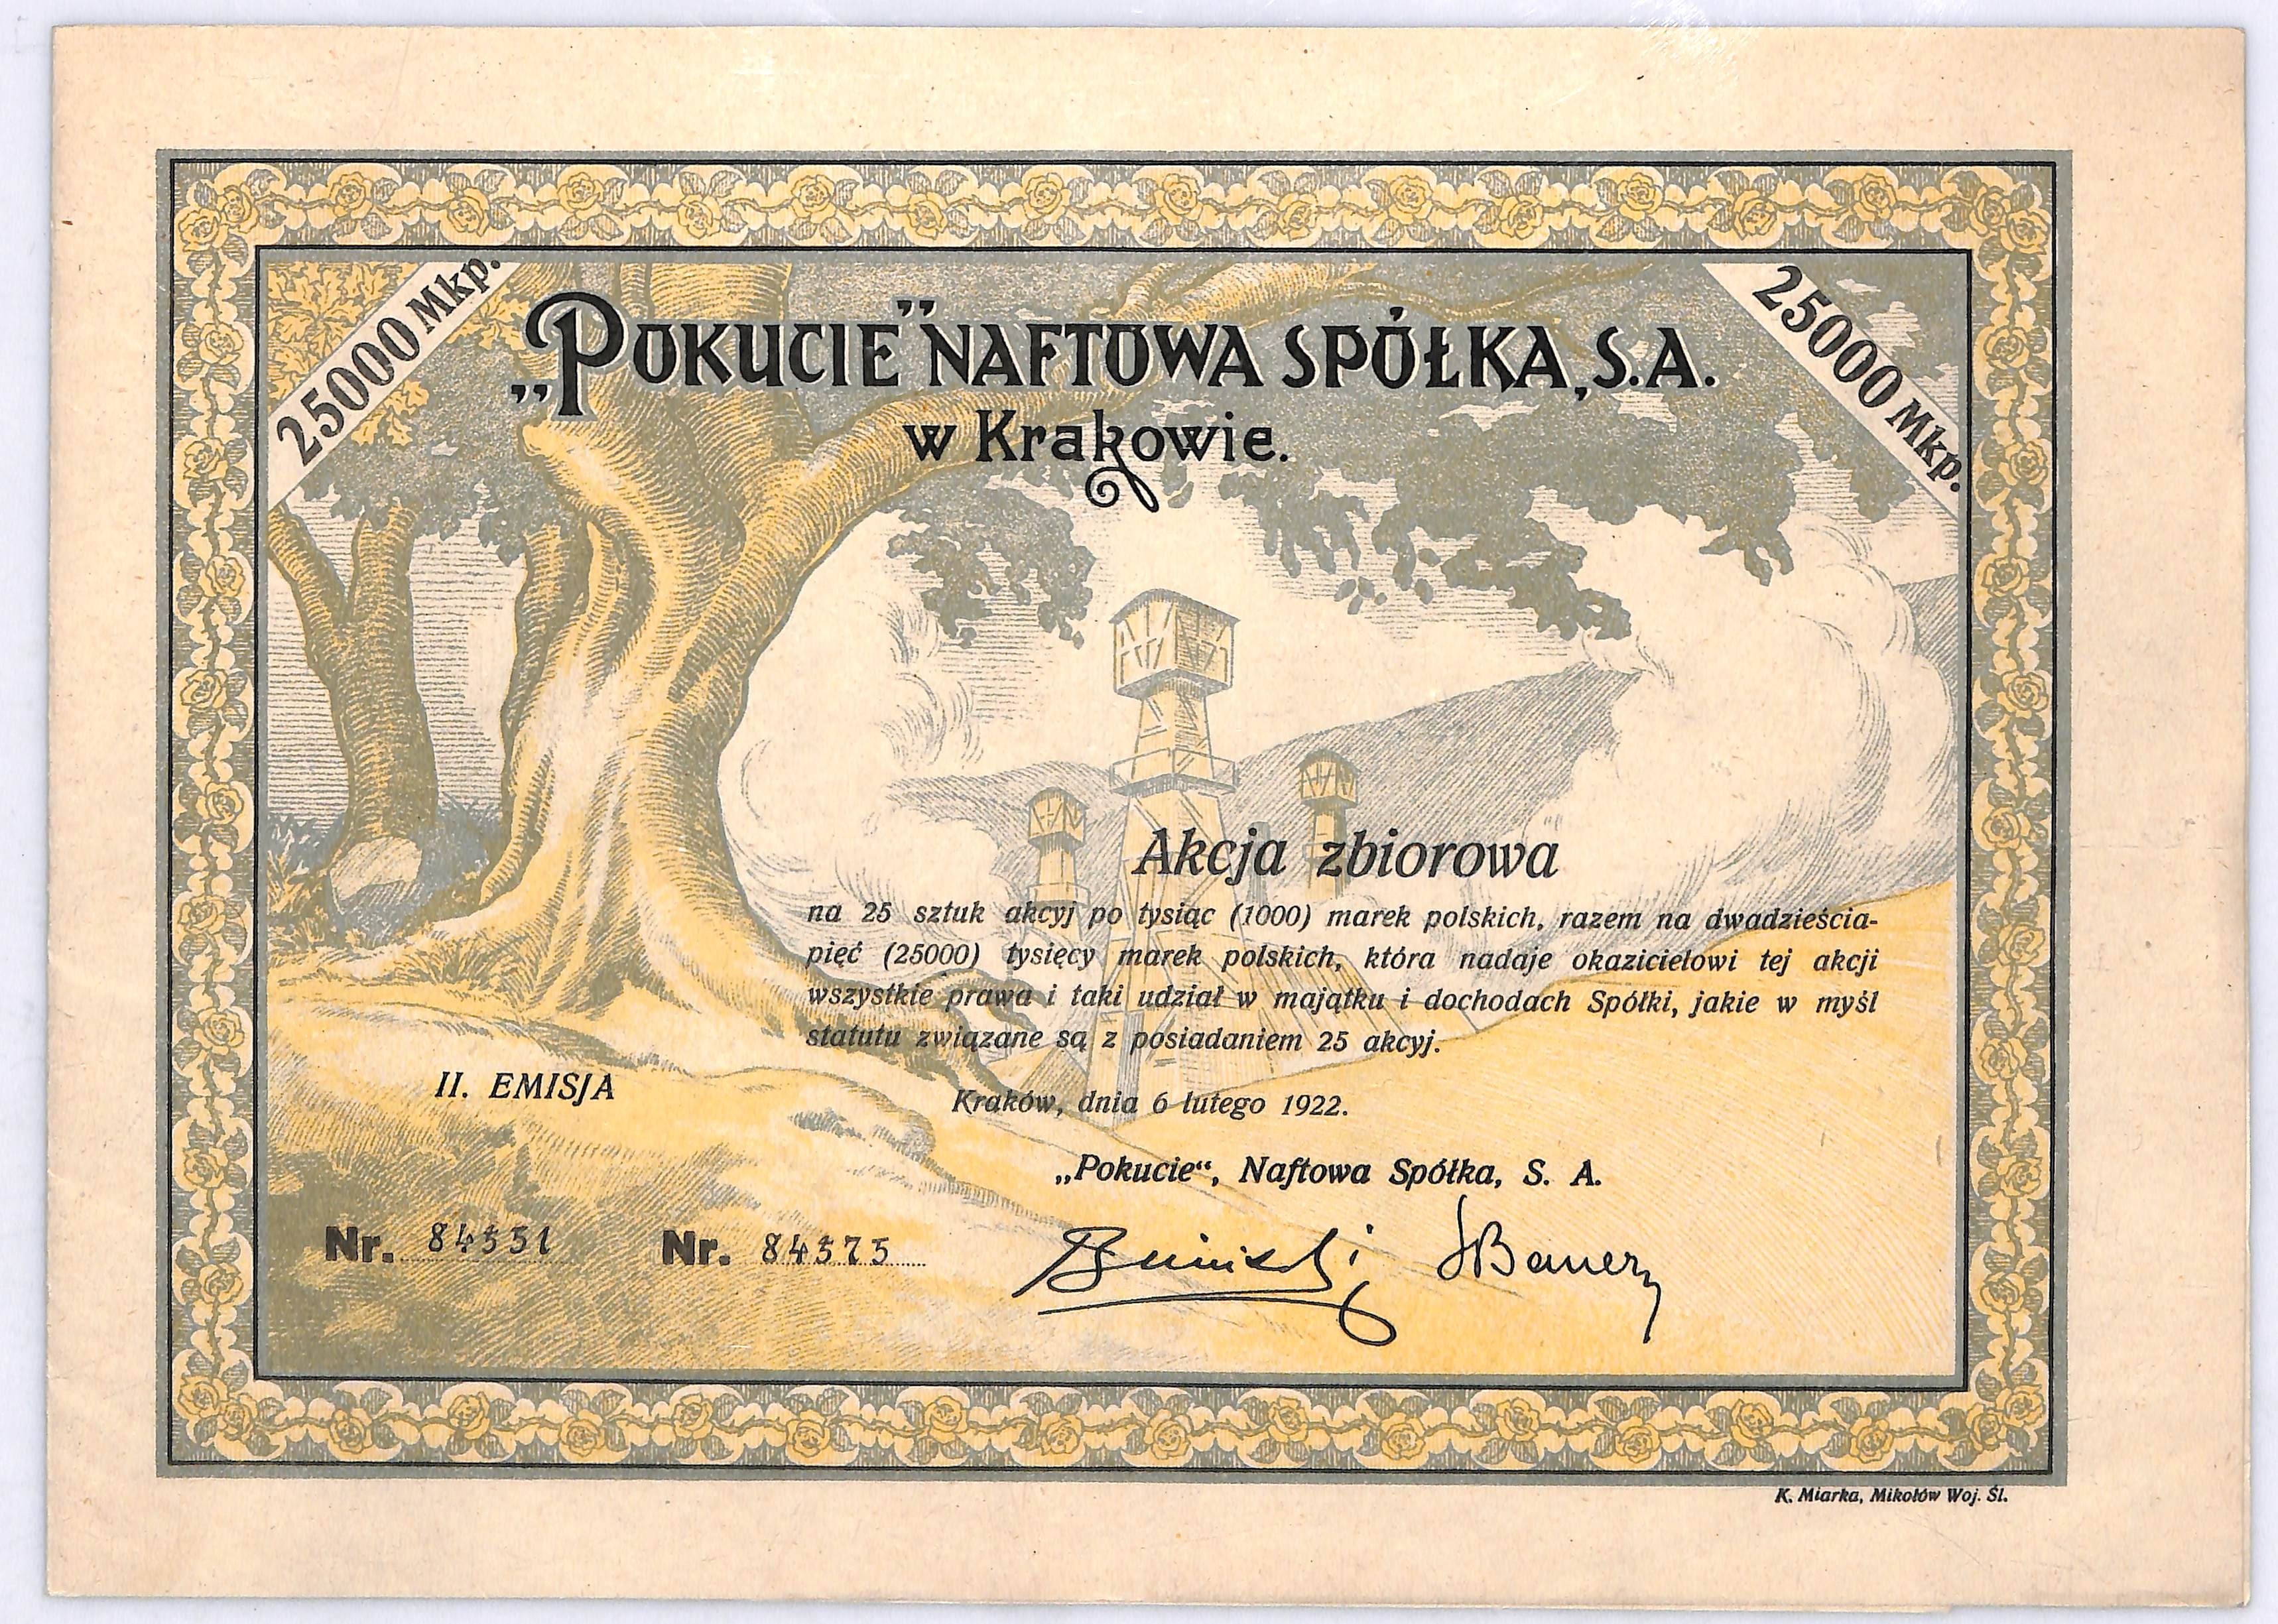 25000 Mkp.
25000 Mkp.
„POKUCIE” NAFTOWA SPÓŁKA, S.A.
w Krakowie.
Akcja zbiorowa
na 25 sztuk akcyj po tysiąc (1000) marek polskich, razem na dwadzieścia-
pięć (25000) tysięcy marek polskich, która nadaje okazicielowi tej akcji
wszystkie prawa i taki udział w majątku i dochodach Spółki, jakie w myśl
statutu związane są z posiadaniem 25 akcyj.
II. EMISJA
Kraków, dnia 6 lutego 1922.
„Pokucie“, Naftowa Spółka, S. A.
Nr. 84351 Nr. 84375
Bauer
K. Miarka, Mikołów Woj. Śl.